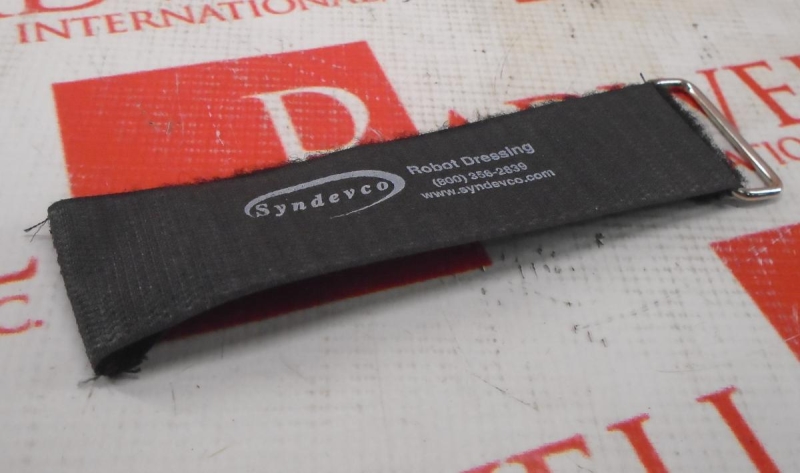 INTERNATIONAL
Syndevco
Robot Dressing
(800) 356-2839
www.syndevco.com